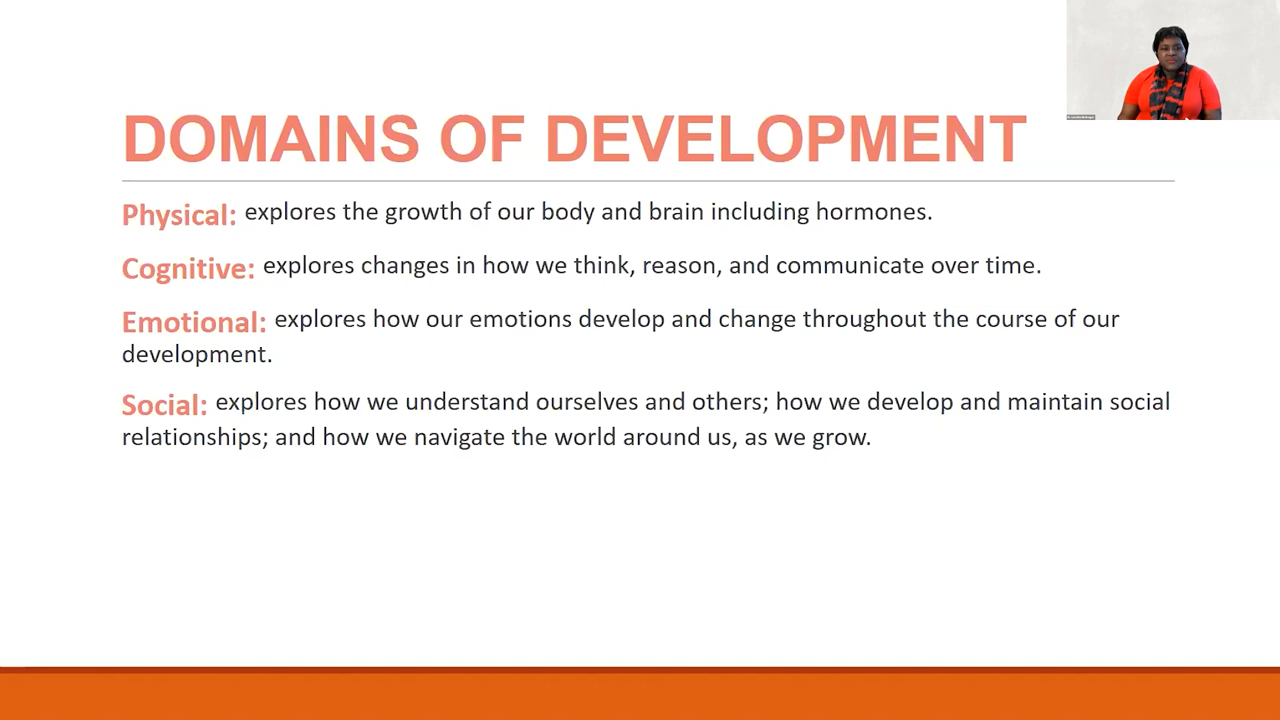 DOMAINS OF DEVELOPMENT
Physical: explores the growth of our body and brain including hormones.
Cognitive: explores changes in how we think, reason, and communicate over time.
Emotional: explores how our emotions develop and change throughout the course of our
development.
Social: explores how we understand ourselves and others; how we develop and maintain social
relationships; and how we navigate the world around us, as we grow.